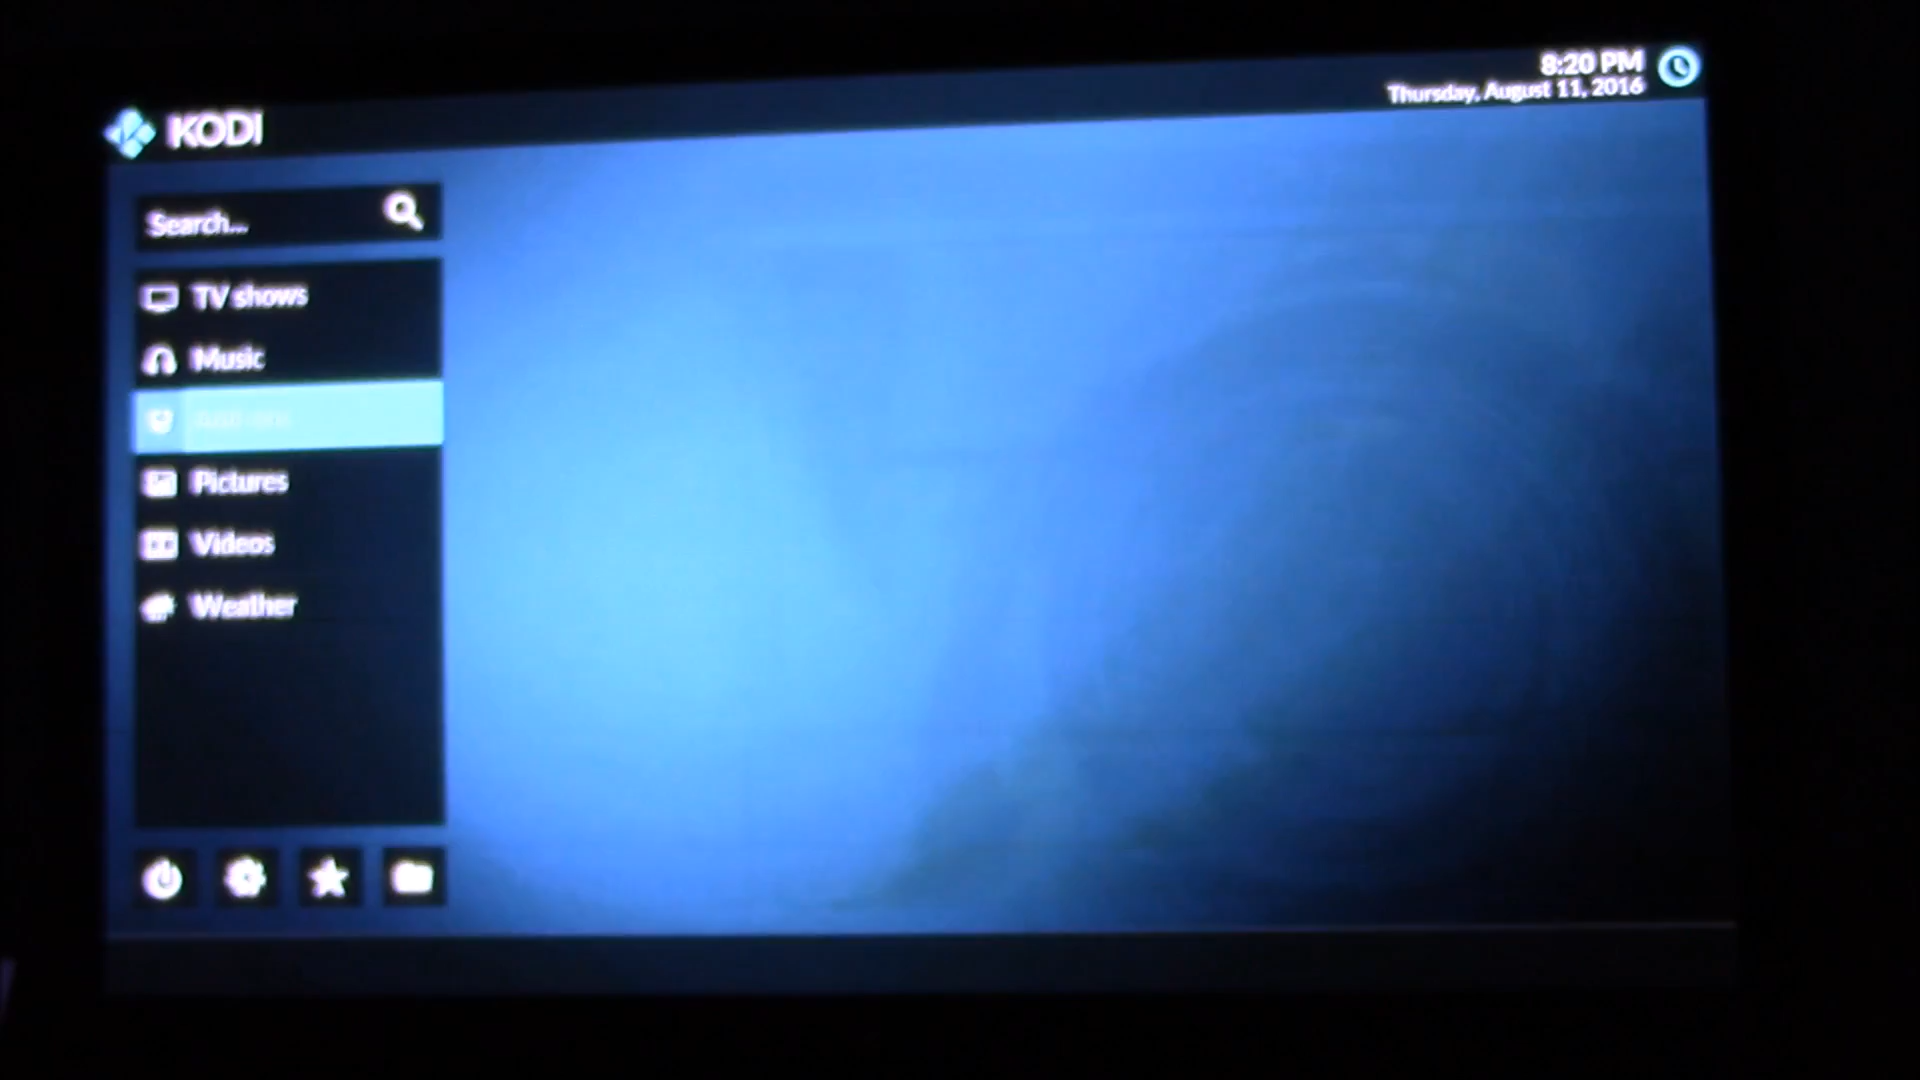 8:20 PM
Thursday, August 11, 2016
KODI
Search...
TV shows
Music
Pictures
Videos
Weather